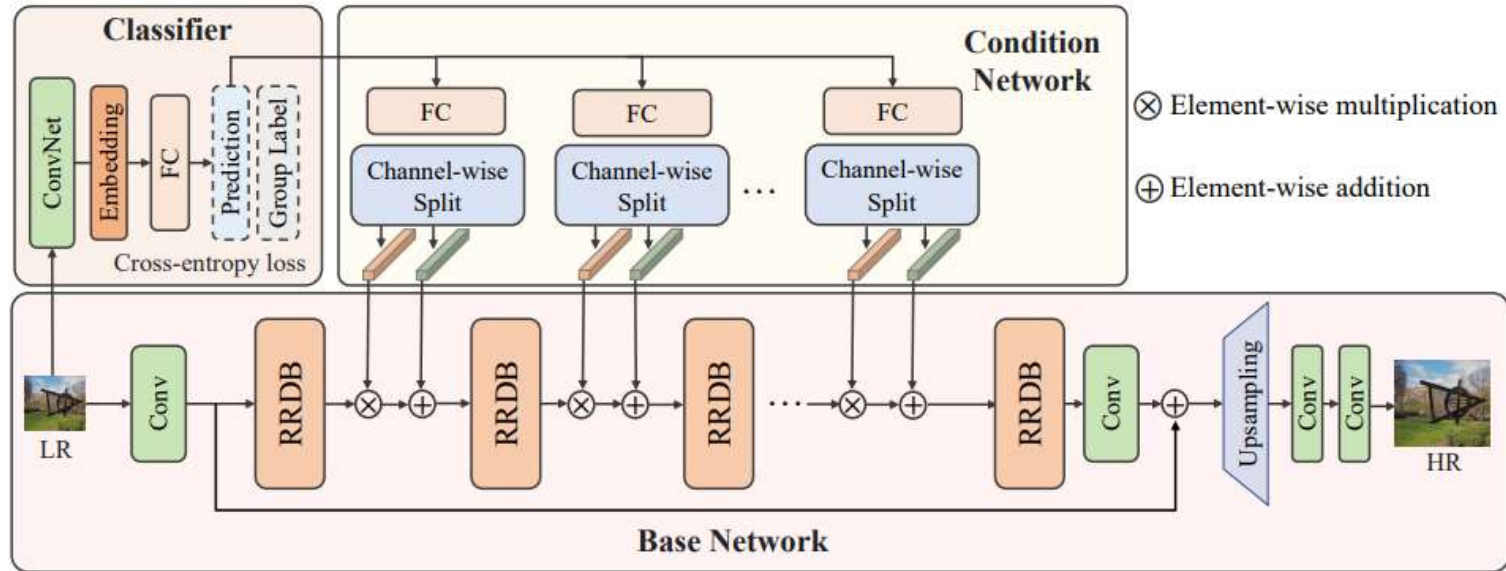 Classifier
ConvNet
Embedding
FC
Prediction
Group Label
Cross-entropy loss
Condition
Network
FC
FC
FC
Channel-wise
Split
Channel-wise
Split
...
Channel-wise
Split
⊗ Element-wise multiplication
⊕ Element-wise addition
LR
Conv
RRDB
RRDB
RRDB
...
RRDB
Conv
Upsampling
Conv
Conv
HR
Base Network